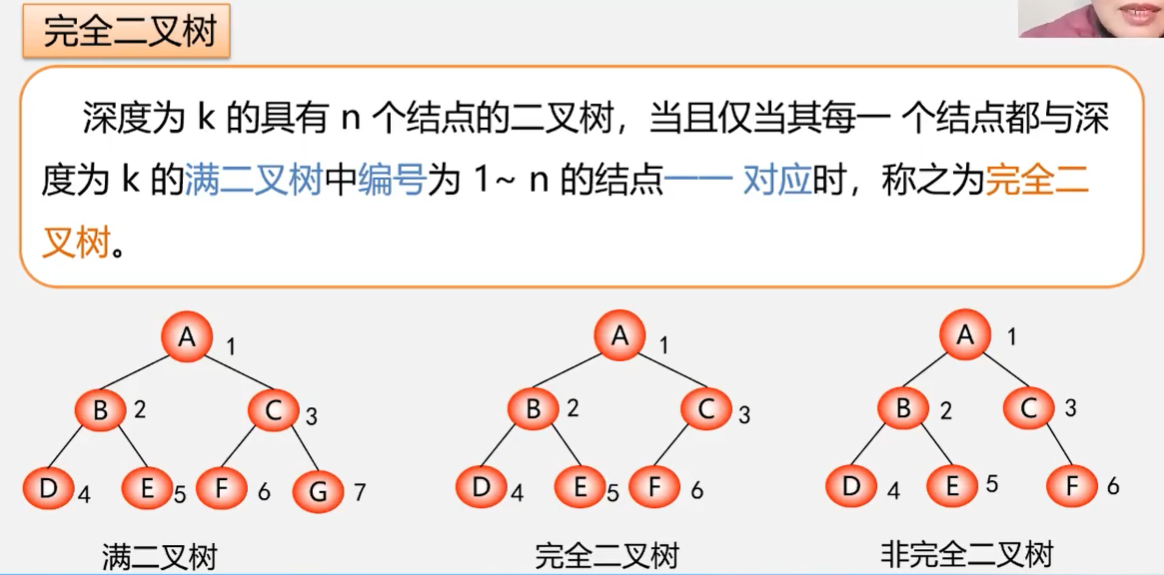 完全二叉树
深度为 k 的具有 n 个结点的二叉树，当且仅当其每一 个结点都与深
度为 k 的满二叉树中编号为 1~ n 的结点一一 对应时，称之为完全二
叉树。
A 1
B 2 C 3
D 4 E 5 F 6 G 7
满二叉树
A 1
B 2 C 3
D 4 E 5 F 6
完全二叉树
A 1
B 2 C 3
D 4 E 5 F 6
非完全二叉树